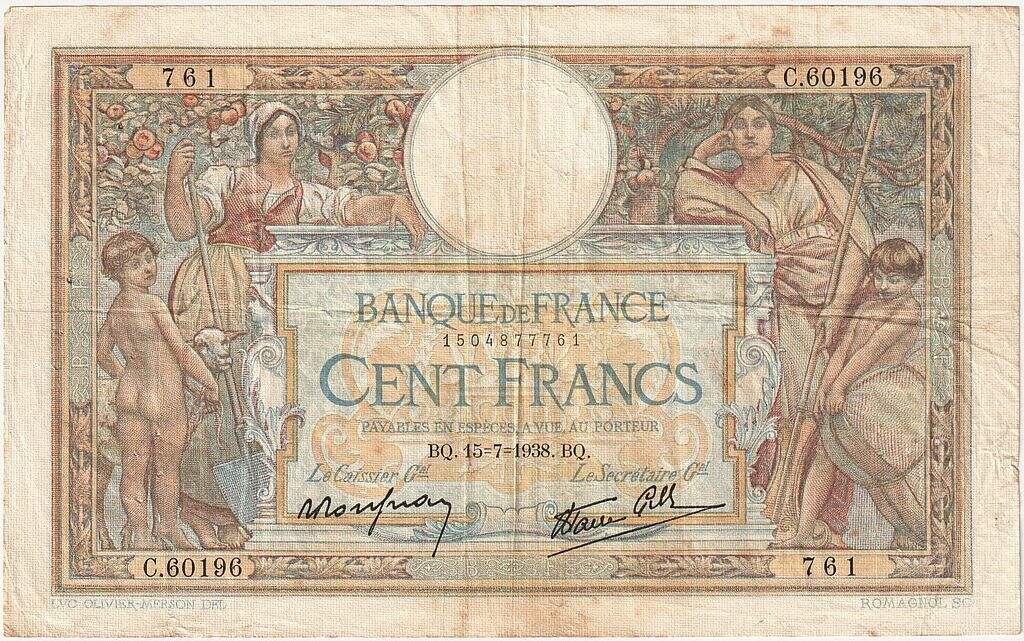 761 C.60196
BANQUE DE FRANCE
1504877761
CENT FRANCS
PAYABLES EN ESPÈCES, A VUE, AU PORTEUR
BQ. 15=7=1938. BQ.
Le Caissier Gal Le Secrétaire Gal
C.60196 761
LVC OLIVIER-MERSON DEL ROMAGNOL SC